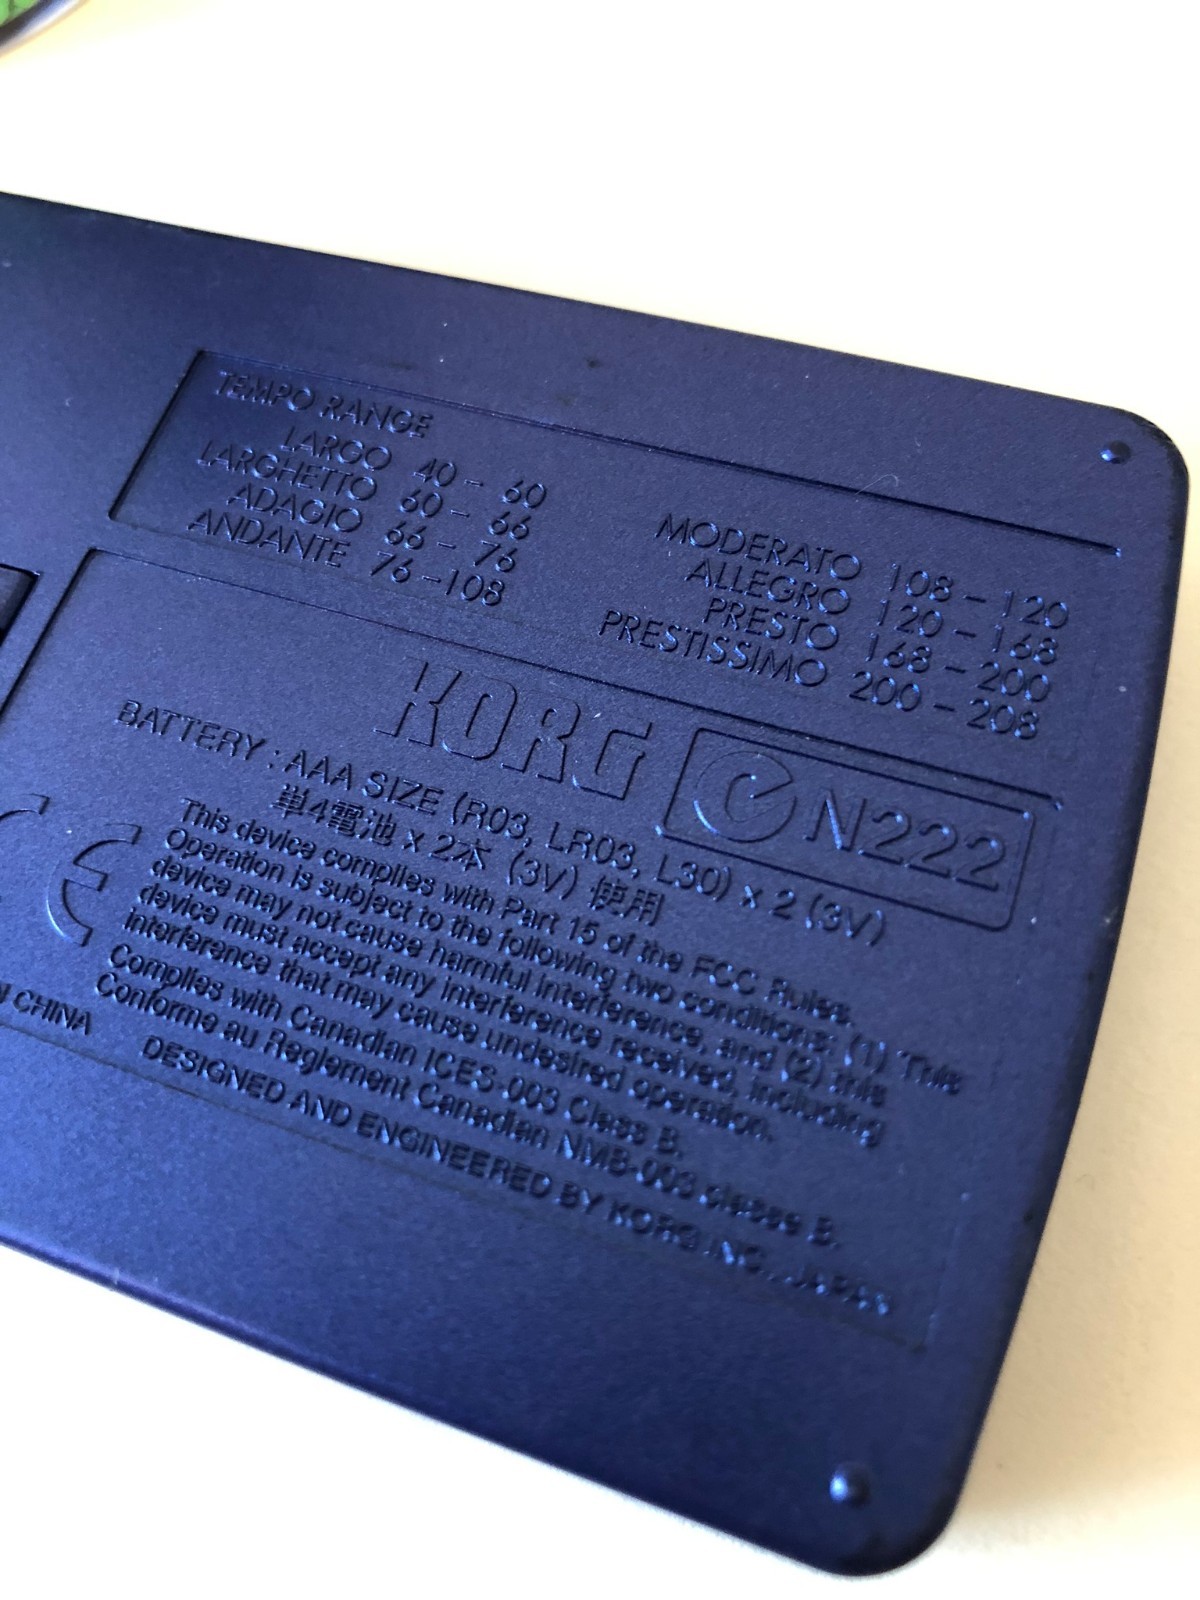 TEMPO RANGE
LARGO 40 - 60
LARGHETTO 60 - 66
ADAGIO 66 - 76
ANDANTE 76 -108
MODERATO 108 - 120
ALLEGRO 120 - 168
PRESTO 168 - 200
PRESTISSIMO 200 - 208
KORG
N222
BATTERY : AAA SIZE (R03, LR03, L30) x 2 (3V)
単4電池 x 2本 (3V) 使用
CE
This device complies with Part 15 of the FCC Rules.
Operation is subject to the following two conditions: (1) This
device may not cause harmful interference, and (2) this
device must accept any interference received, including
interference that may cause undesired operation.
Complies with Canadian ICES-003 Class B.
Conforme au Reglement Canadian NMB-003 classe B.
CHINA
DESIGNED AND ENGINEERED BY KORG INC., JAPAN